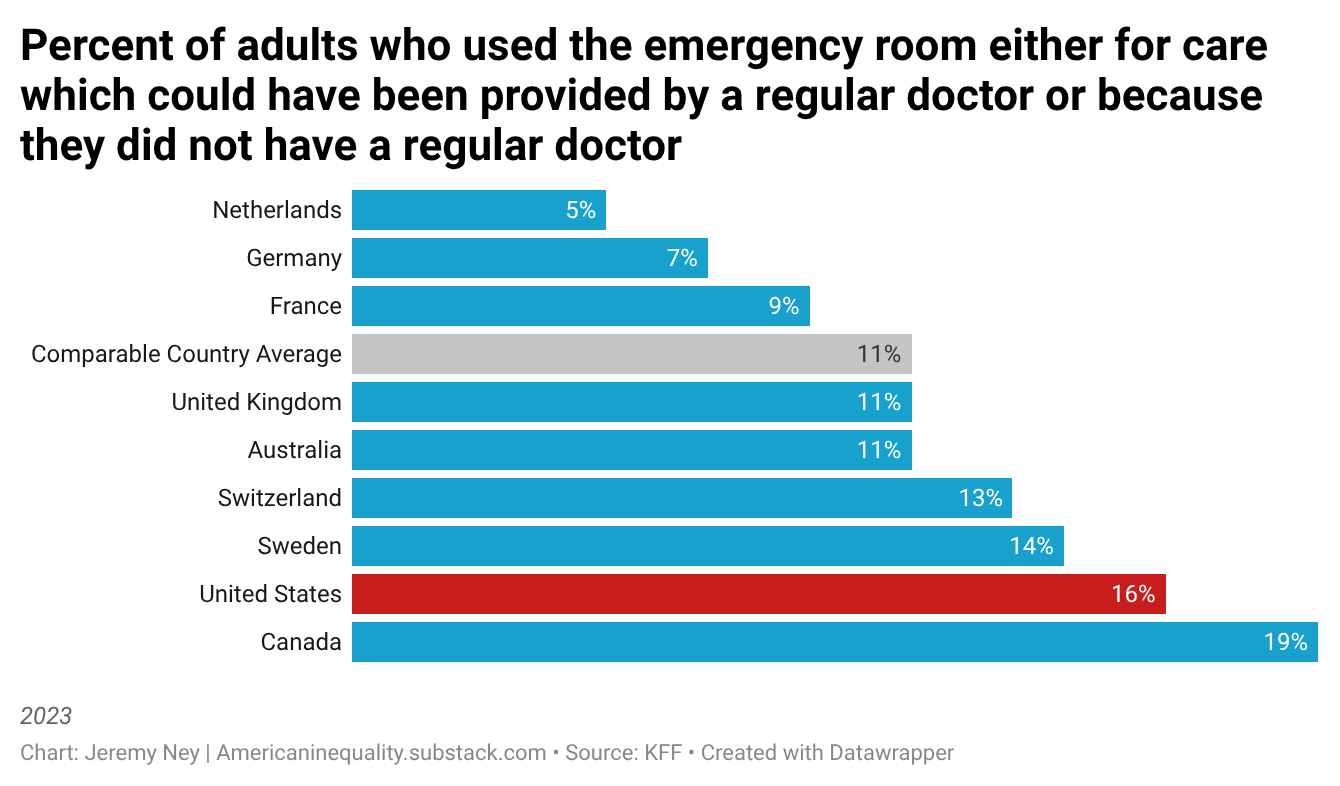 Percent of adults who used the emergency room either for care
which could have been provided by a regular doctor or because
they did not have a regular doctor
Netherlands 5%
Germany 7%
France 9%
Comparable Country Average 11%
United Kingdom 11%
Australia 11%
Switzerland 13%
Sweden 14%
United States 16%
Canada 19%
2023
Chart: Jeremy Ney | Americaninequality.substack.com • Source: KFF • Created with Datawrapper